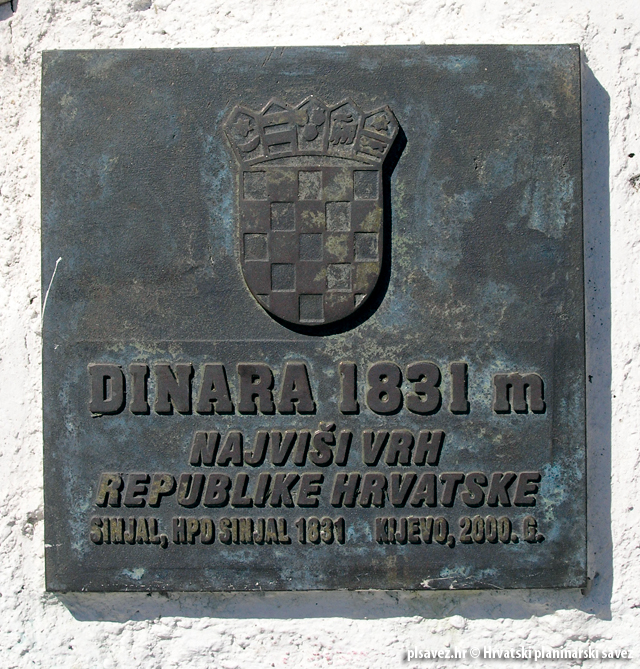 DINARA 1831 m
NAJVIŠI VRH
REPUBLIKE HRVATSKE
SINJAL, HPD SINJAL 1831 KIJEVO, 2000. G.
plsavez.hr © Hrvatski planinarski savez